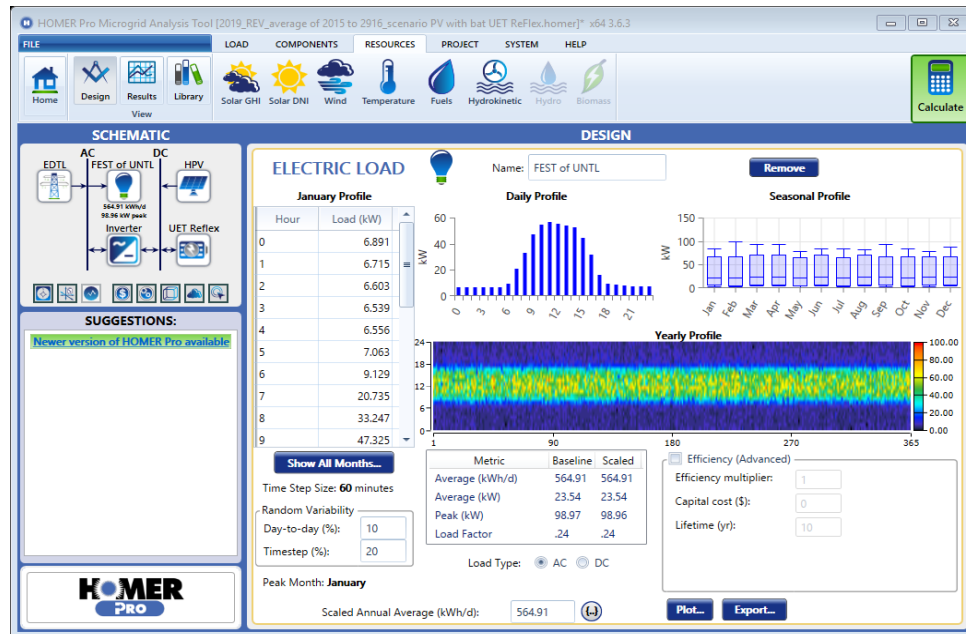 HOMER Pro Microgrid Analysis Tool [2019_REV_average of 2015 to 2916_scenario PV with bat UET ReFlex.homer]* x64 3.6.3
FILE LOAD COMPONENTS RESOURCES PROJECT SYSTEM HELP
Home Design Results Library Solar GHI Solar DNI Wind Temperature Fuels Hydrokinetic Hydro Biomass Calculate
View
SCHEMATIC
AC DC
EDTL FEST of UNTL HPV
564.91 kWh/d
98.96 kW peak
Inverter UET Reflex
SUGGESTIONS:
Newer version of HOMER Pro available
HOMER
PRO
DESIGN
ELECTRIC LOAD Name: FEST of UNTL Remove
January Profile
Hour Load (kW)
0 6.891
1 6.715
2 6.603
3 6.539
4 6.556
5 7.063
6 9.129
7 20.735
8 33.247
9 47.325
Show All Months...
Time Step Size: 60 minutes
Random Variability
Day-to-day (%): 10
Timestep (%): 20
Peak Month: January
Daily Profile
kW
60
40
20
0
0 3 6 9 12 15 18 21
Seasonal Profile
kW
150
100
50
0
Jan Feb Mar Apr May Jun Jul Aug Sep Oct Nov Dec
Yearly Profile
24
18
12
6
0
1 90 180 270 365
100.00
80.00
60.00
40.00
20.00
0.00
Metric Baseline Scaled
Average (kWh/d) 564.91 564.91
Average (kW) 23.54 23.54
Peak (kW) 98.97 98.96
Load Factor .24 .24
Load Type: AC DC
Efficiency (Advanced)
Efficiency multiplier: 1
Capital cost ($): 0
Lifetime (yr): 10
Scaled Annual Average (kWh/d): 564.91 {..}
Plot... Export...